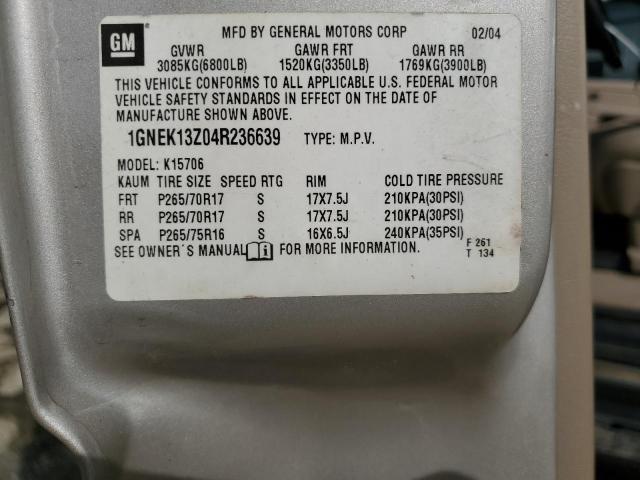 GM
MFD BY GENERAL MOTORS CORP 02/04
GVWR GAWR FRT GAWR RR
3085KG(6800LB) 1520KG(3350LB) 1769KG(3900LB)
THIS VEHICLE CONFORMS TO ALL APPLICABLE U.S. FEDERAL MOTOR
VEHICLE SAFETY STANDARDS IN EFFECT ON THE DATE OF
MANUFACTURE SHOWN ABOVE.
1GNEK13Z04R236639 TYPE: M.P.V.
MODEL: K15706
KAUM TIRE SIZE SPEED RTG RIM COLD TIRE PRESSURE
FRT P265/70R17 S 17X7.5J 210KPA(30PSI)
RR P265/70R17 S 17X7.5J 210KPA(30PSI)
SPA P265/75R16 S 16X6.5J 240KPA(35PSI)
SEE OWNER´S MANUAL i FOR MORE INFORMATION. F 261
T 134